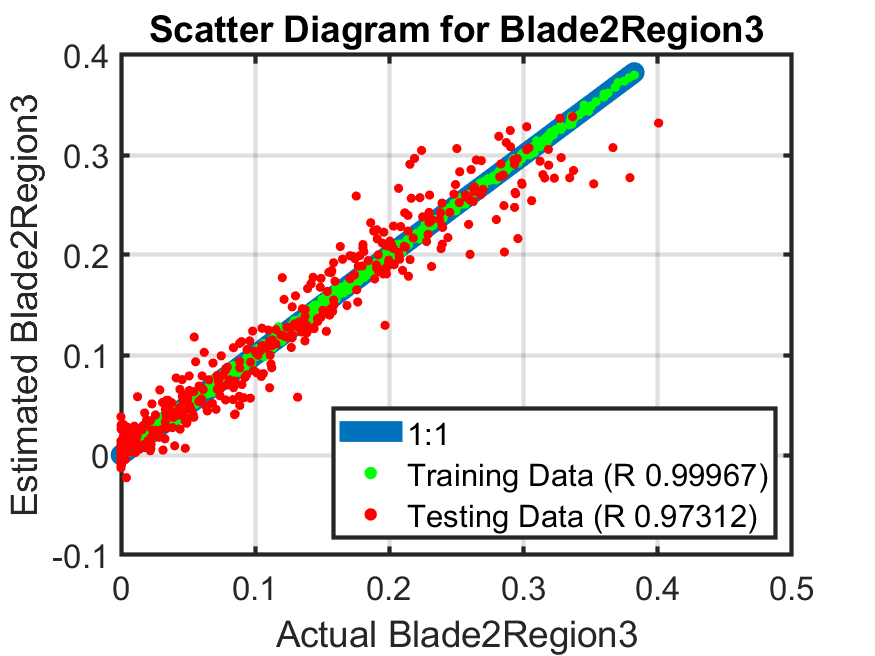 Scatter Diagram for Blade2Region3
0.4
0.3
0.2
0.1
0
-0.1
Estimated Blade2Region3
1:1
Training Data (R 0.99967)
Testing Data (R 0.97312)
0 0.1 0.2 0.3 0.4 0.5
Actual Blade2Region3